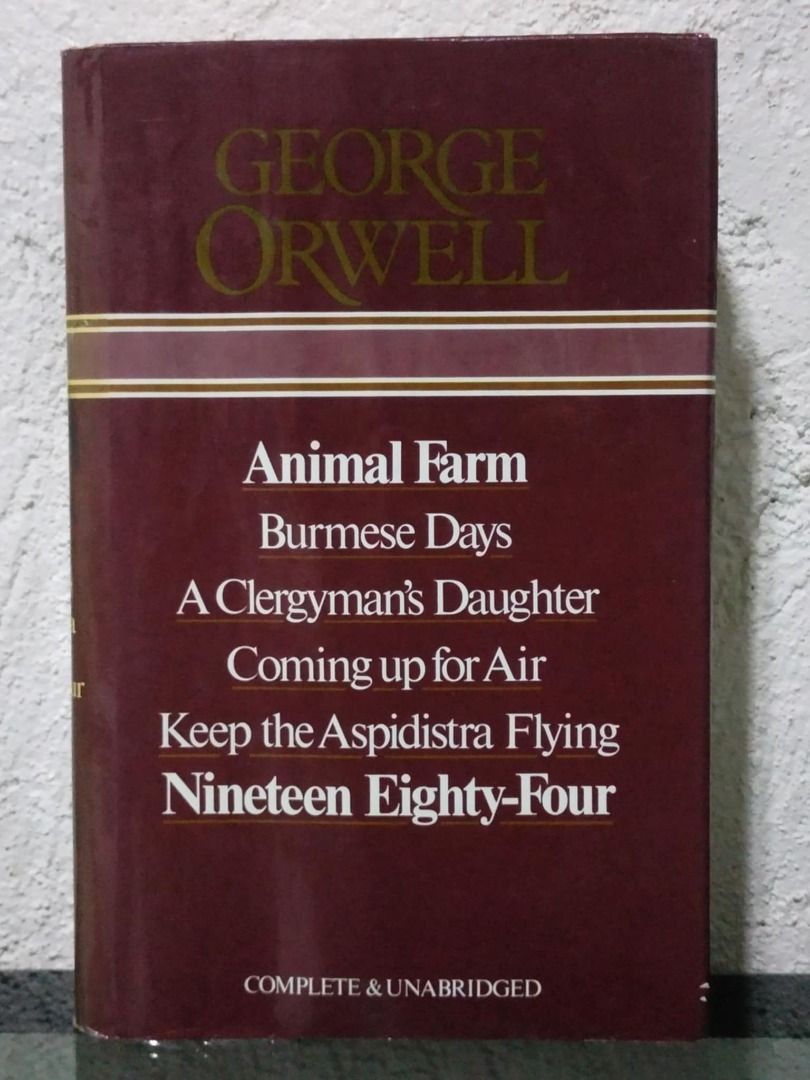 GEORGE
ORWELL
Animal Farm
Burmese Days
A Clergyman's Daughter
Coming up for Air
Keep the Aspidistra Flying
Nineteen Eighty-Four
COMPLETE & UNABRIDGED